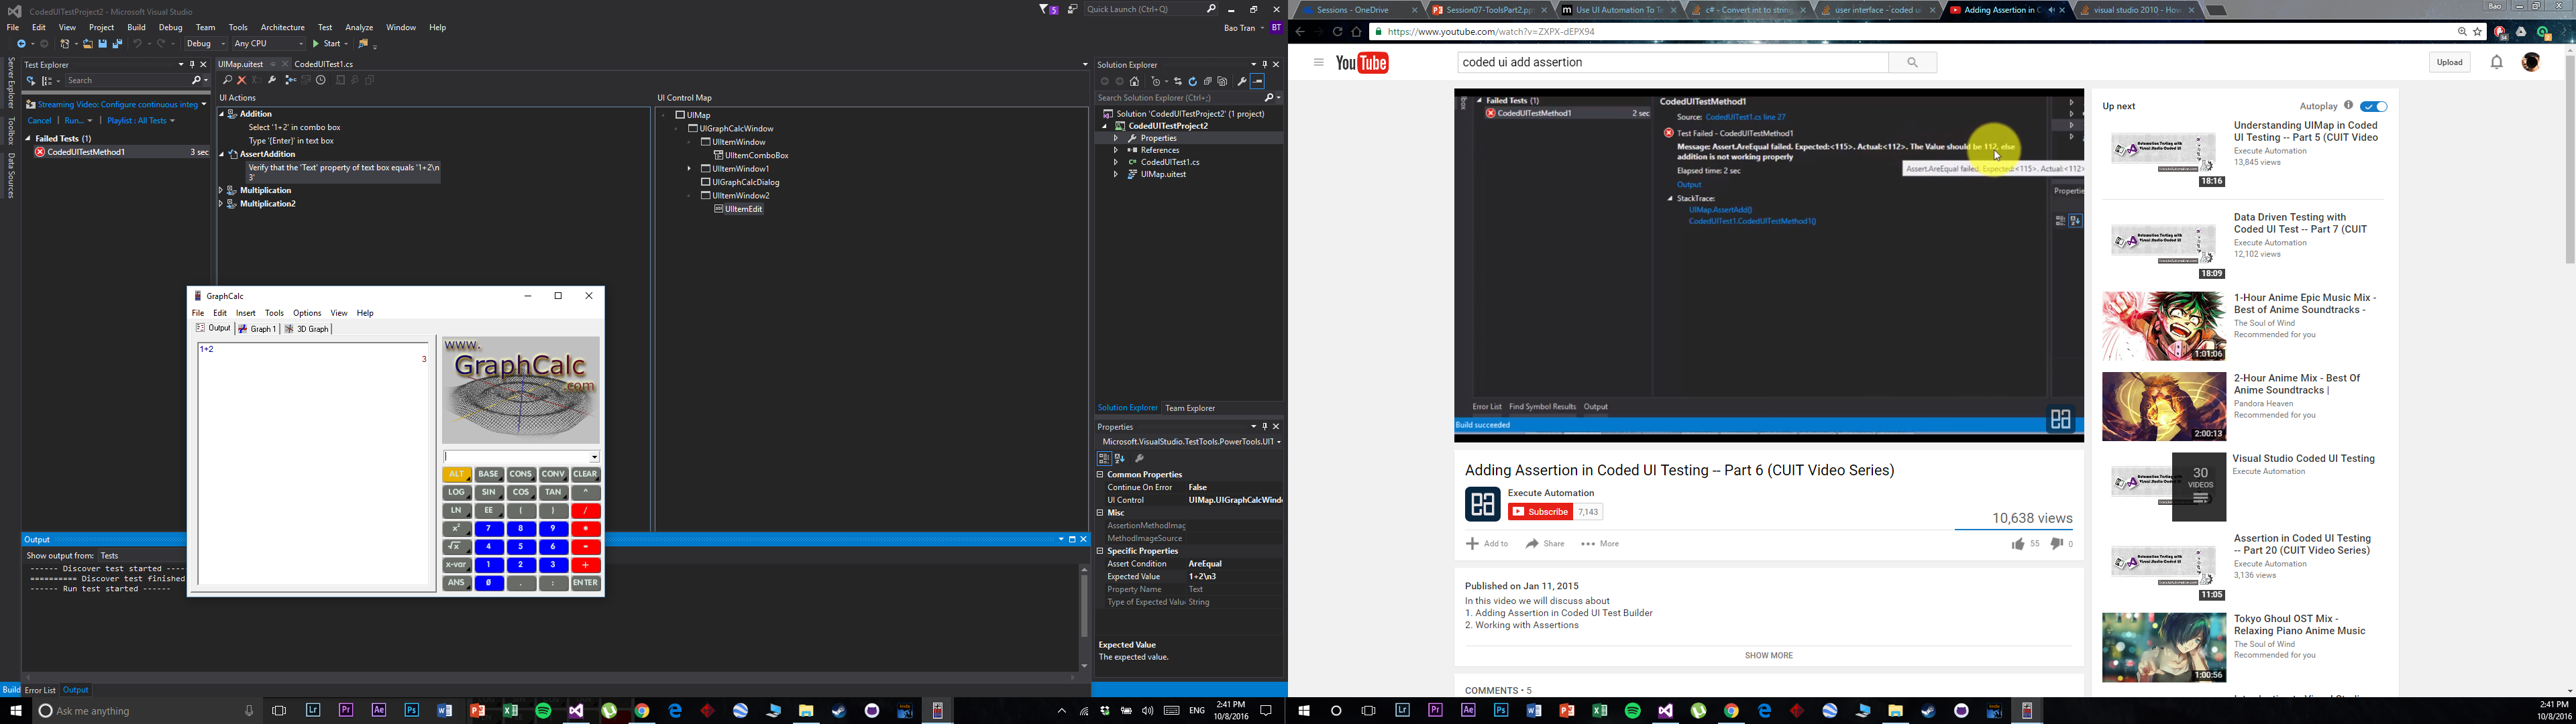 CodedUITestProject2 - Microsoft Visual Studio
5
Quick Launch (Ctrl+Q)
File Edit View Project Build Debug Team Tools Architecture Test Analyze Window Help
Bao Tran BT
Debug Any CPU Start
Server Explorer
Toolbox
Data Sources
Test Explorer
Search
Streaming Video: Configure continuous integ
Cancel Run... Playlist : All Tests
Failed Tests (1)
CodedUITestMethod1 3 sec
UIMap.uitest CodedUITest1.cs
UI Actions
Addition
Select '1+2' in combo box
Type '{Enter}' in text box
AssertAddition
Verify that the 'Text' property of text box equals '1+2\n
3'
Multiplication
Multiplication2
UI Control Map
UIMap
UIGraphCalcWindow
UIItemWindow
UIItemComboBox
UIItemWindow1
UIGraphCalcDialog
UIItemWindow2
UIItemEdit
Solution Explorer
Search Solution Explorer (Ctrl+;)
Solution 'CodedUITestProject2' (1 project)
CodedUITestProject2
Properties
References
CodedUITest1.cs
UIMap.uitest
Solution Explorer Team Explorer
Properties
Microsoft.VisualStudio.TestTools.PowerTools.UIT
Common Properties
Continue On Error False
UI Control UIMap.UIGraphCalcWind
Misc
AssertionMethodImag
MethodImageSource
Specific Properties
Assert Condition AreEqual
Expected Value 1+2\n3
Property Name Text
Type of Expected Valu String
Expected Value
The expected value.
GraphCalc
File Edit Insert Tools Options View Help
Output Graph 1 3D Graph
1+2
3
www.
GraphCalc
.com
ALT BASE CONS CONV CLEAR
LOG SIN COS TAN ^
LN EE ( ) /
x² 7 8 9 *
√x 4 5 6 -
x-var 1 2 3 +
ANS 0 . : ENTER
Output
Show output from: Tests
------ Discover test started ----
========== Discover test finished
------ Run test started ------
Build Error List Output
Ask me anything
Lr Pr Ae Ps
ENG
2:41 PM
10/8/2016
Sessions - OneDrive
Session07-ToolsPart2.pp
Use UI Automation To Te
c# - Convert int to string
user interface - coded u
Adding Assertion in C
visual studio 2010 - How
Bao
https://www.youtube.com/watch?v=ZXPX-dEPX94
YouTube
coded ui add assertion
Upload
Failed Tests (1)
CodedUITestMethod1 2 sec
CodedUITestMethod1
Source: CodedUITest1.cs line 27
Test Failed - CodedUITestMethod1
Message: Assert.AreEqual failed. Expected:<115>. Actual:<112>. The Value should be 112, else
addition is not working properly
Assert.AreEqual failed. Expected:<115>. Actual:<112>
Elapsed time: 2 sec
Output
StackTrace:
UIMap.AssertAdd()
CodedUITest1.CodedUITestMethod1()
Propertie
Error List Find Symbol Results Output
Build succeeded
Adding Assertion in Coded UI Testing -- Part 6 (CUIT Video Series)
Execute Automation
Subscribe 7,143
10,638 views
Add to Share More
55 0
Published on Jan 11, 2015
In this video we will discuss about
1. Adding Assertion in Coded UI Test Builder
2. Working with Assertions
SHOW MORE
COMMENTS • 5
Up next
Autoplay
Understanding UIMap in Coded
UI Testing -- Part 5 (CUIT Video
Execute Automation
13,845 views
18:16
Data Driven Testing with
Coded UI Test -- Part 7 (CUIT
Execute Automation
12,102 views
18:09
1-Hour Anime Epic Music Mix -
Best of Anime Soundtracks -
The Soul of Wind
Recommended for you
1:01:06
2-Hour Anime Mix - Best Of
Anime Soundtracks |
Pandora Heaven
Recommended for you
2:00:13
Visual Studio Coded UI Testing
Execute Automation
30
VIDEOS
Assertion in Coded UI Testing
-- Part 20 (CUIT Video Series)
Execute Automation
3,136 views
11:05
Tokyo Ghoul OST Mix -
Relaxing Piano Anime Music
The Soul of Wind
Recommended for you
1:00:56
Lr Pr Ae Ps
2:41 PM
10/8/2016